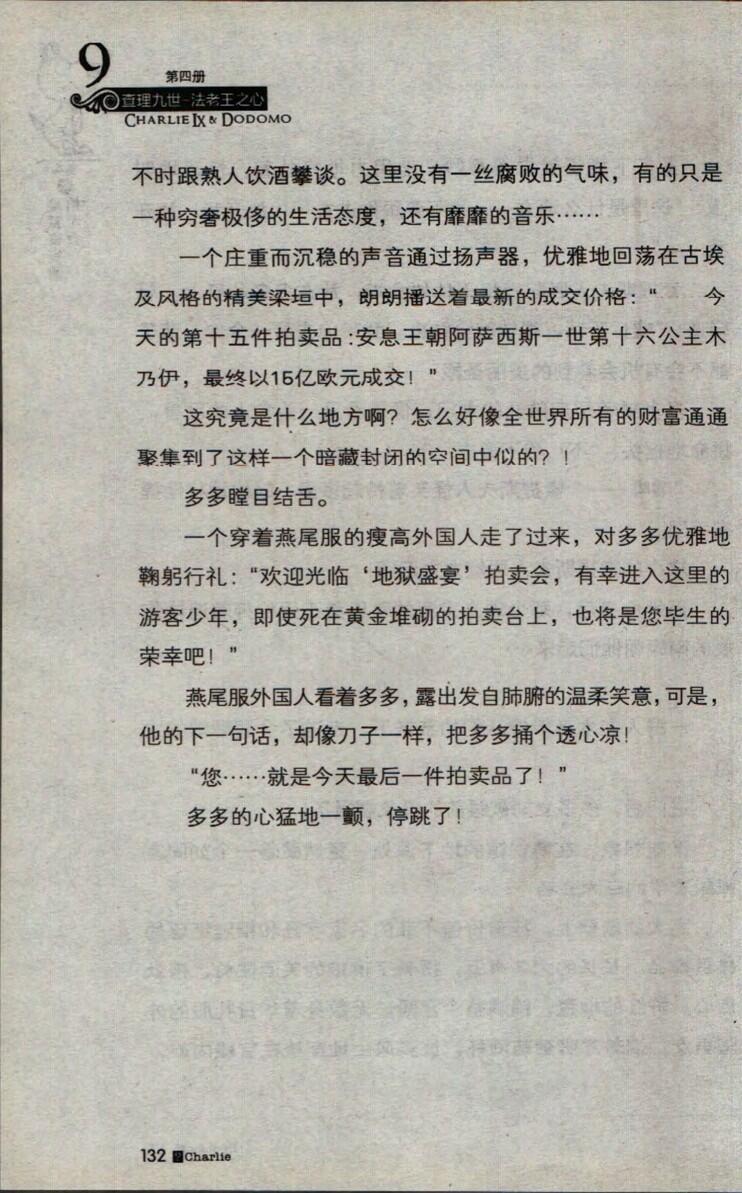 9
第四册
查理九世-法老王之心
CHARLIE IX & DODOMO
不时跟熟人饮酒攀谈。这里没有一丝腐败的气味，有的只是
一种穷奢极侈的生活态度，还有靡靡的音乐……
一个庄重而沉稳的声音通过扬声器，优雅地回荡在古埃
及风格的精美梁垣中，朗朗播送着最新的成交价格：“　今
天的第十五件拍卖品：安息王朝阿萨西斯一世第十六公主木
乃伊，最终以15亿欧元成交！”
这究竟是什么地方啊？怎么好像全世界所有的财富通通
聚集到了这样一个暗藏封闭的空间中似的？！
多多瞠目结舌。
一个穿着燕尾服的瘦高外国人走了过来，对多多优雅地
鞠躬行礼：“欢迎光临‘地狱盛宴’拍卖会，有幸进入这里的
游客少年，即使死在黄金堆砌的拍卖台上，也将是您毕生的
荣幸吧！”
燕尾服外国人看着多多，露出发自肺腑的温柔笑意，可是，
他的下一句话，却像刀子一样，把多多捅个透心凉！
“您……就是今天最后一件拍卖品了！”
多多的心猛地一颤，停跳了！
132 Charlie